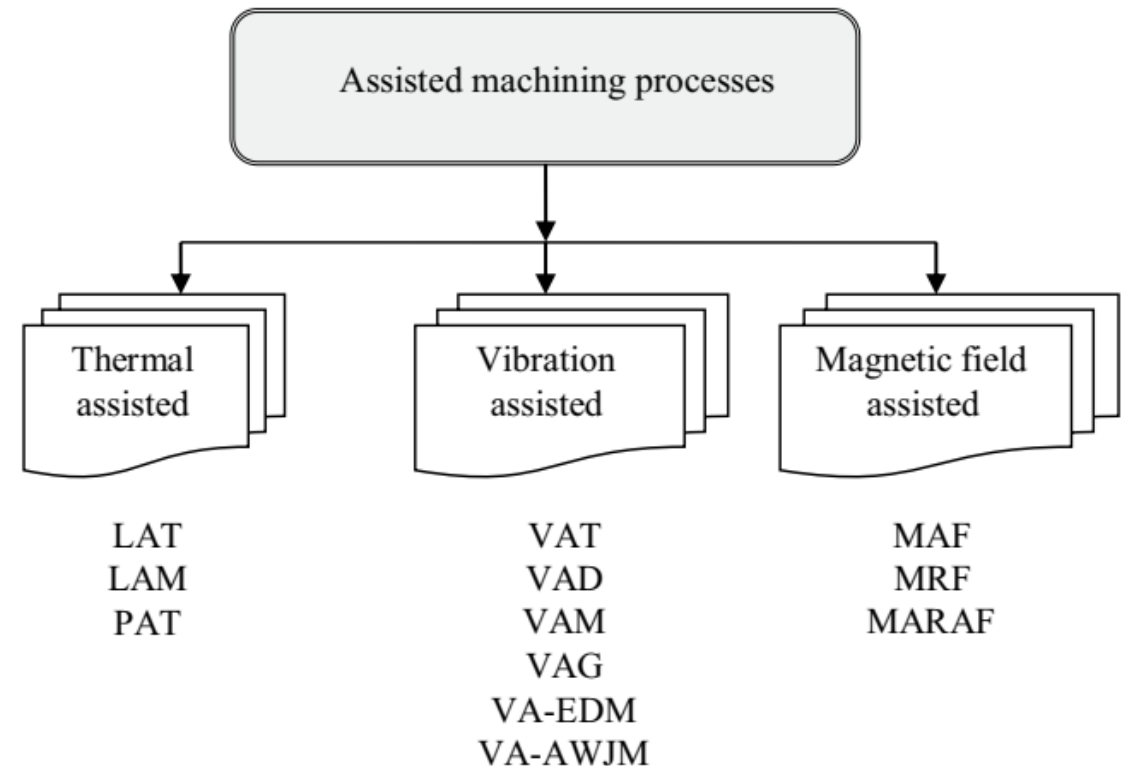 Assisted machining processes
Thermal
assisted
Vibration
assisted
Magnetic field
assisted
LAT
LAM
PAT
VAT
VAD
VAM
VAG
VA-EDM
VA-AWJM
MAF
MRF
MARAF